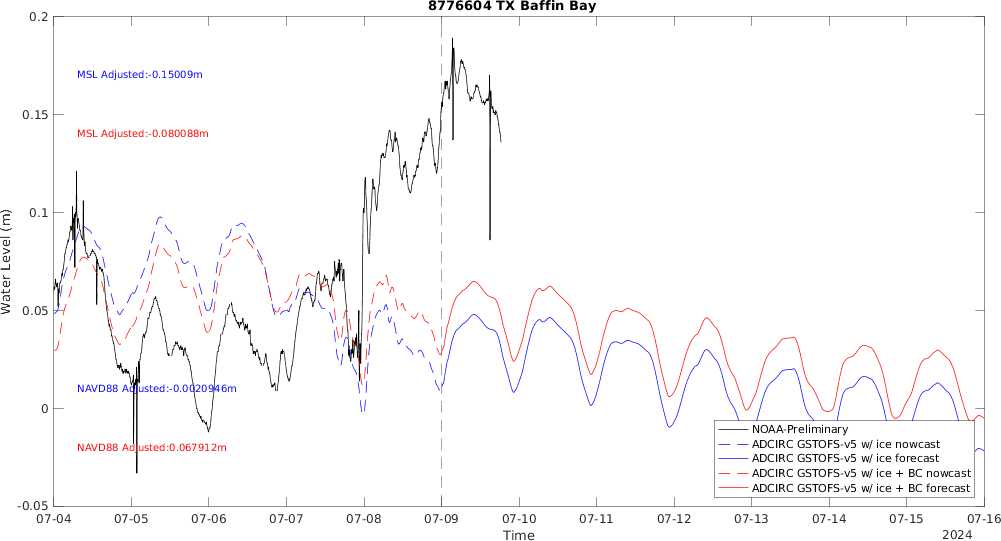 8776604 TX Baffin Bay
Water Level (m)
0.2
0.15
0.1
0.05
0
-0.05
MSL Adjusted:-0.15009m
MSL Adjusted:-0.080088m
NAVD88 Adjusted:-0.0020946m
NAVD88 Adjusted:0.067912m
NOAA-Preliminary
ADCIRC GSTOFS-v5 w/ ice nowcast
ADCIRC GSTOFS-v5 w/ ice forecast
ADCIRC GSTOFS-v5 w/ ice + BC nowcast
ADCIRC GSTOFS-v5 w/ ice + BC forecast
07-04 07-05 07-06 07-07 07-08 07-09 07-10 07-11 07-12 07-13 07-14 07-15 07-16
Time
2024